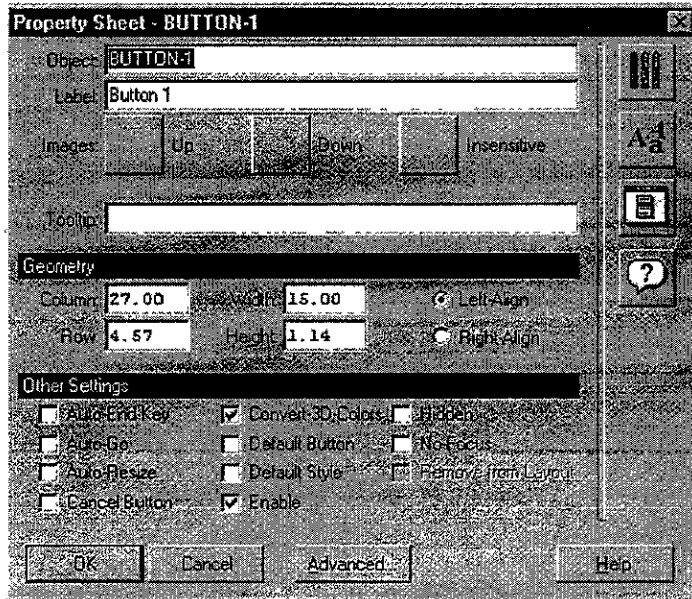 Property Sheet - BUTTON-1
Object: BUTTON-1
Label: Button 1
Images: Up Down Insensitive
Tooltip:
Geometry
Column: 27.00 Width: 15.00 Left-Align
Row: 4.57 Height: 1.14 Right-Align
Other Settings
Auto-End-Key Convert-3D-Colors Hidden
Auto-Go Default Button No-Focus
Auto-Resize Default Style Remove from Layout
Cancel Button Enable
OK Cancel Advanced... Help